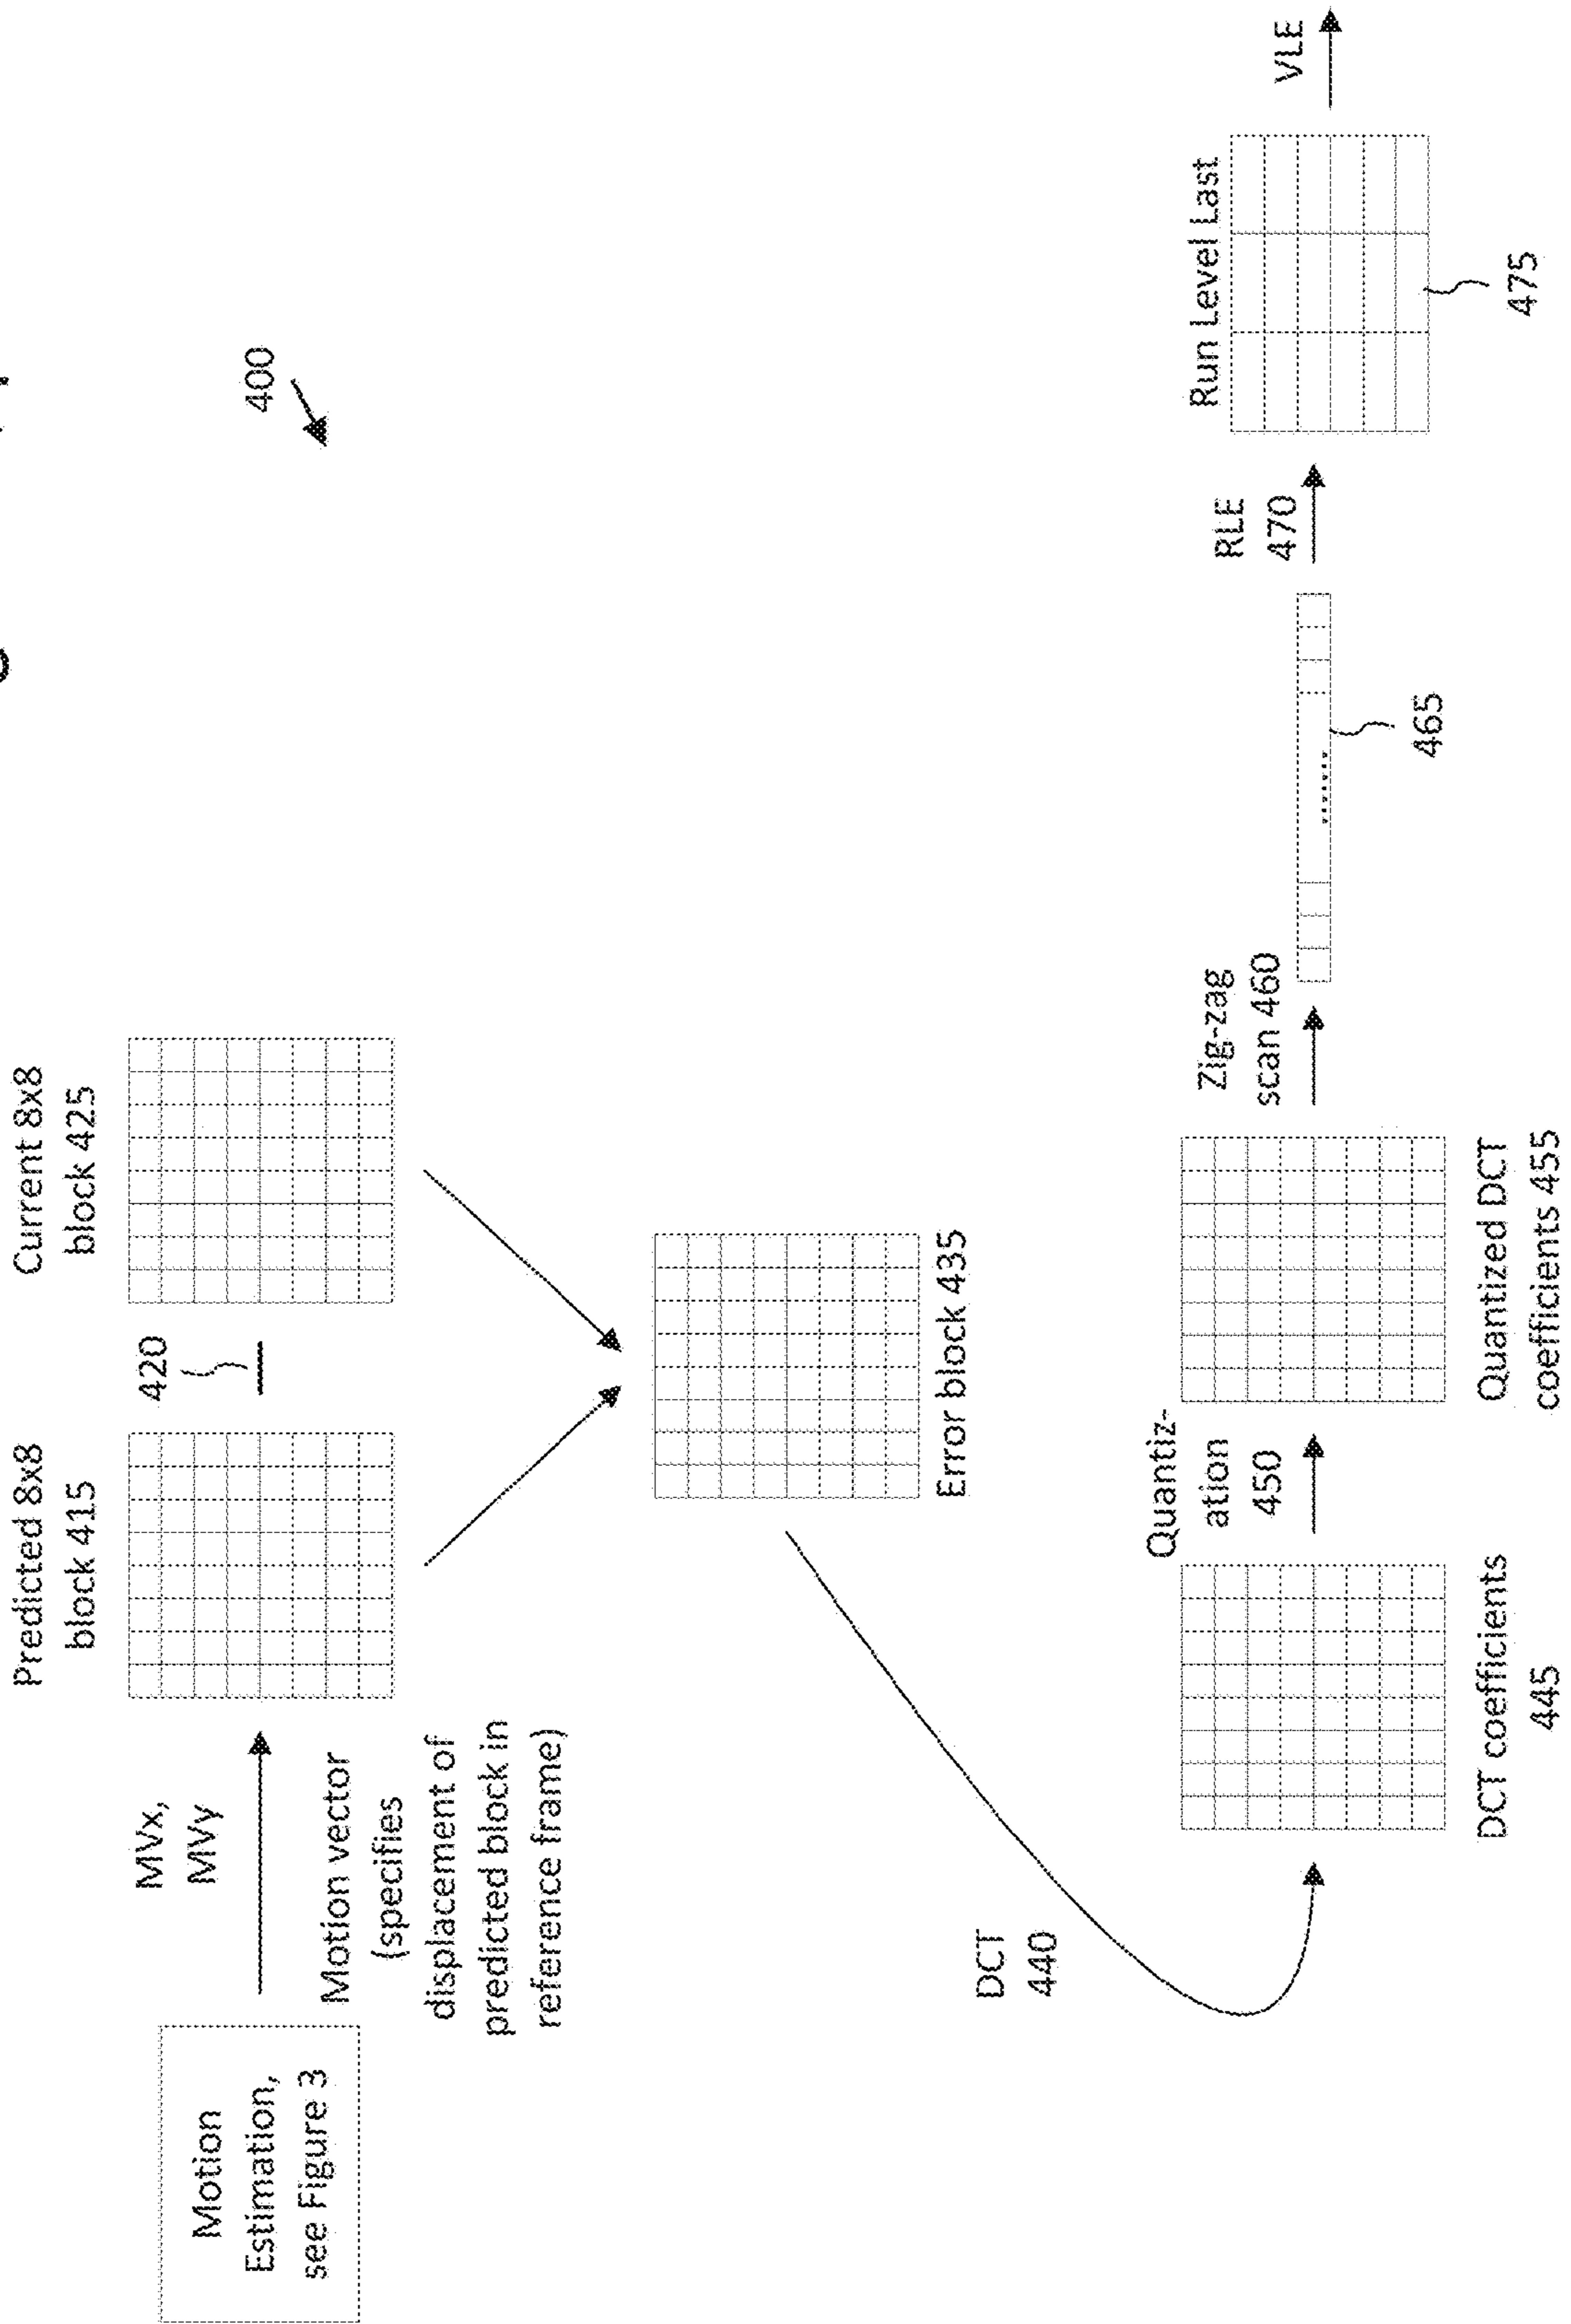 400
Motion
Estimation,
see Figure 3
MVx,
MVy
Motion vector
(specifies
displacement of
predicted block in
reference frame)
Predicted 8x8
block 415
420
Current 8x8
block 425
Error block 435
DCT
440
DCT coefficients
445
Quantiz-
ation
450
Quantized DCT
coefficients 455
Zig-zag
scan 460
465
RLE
470
Run Level Last
475
VLE